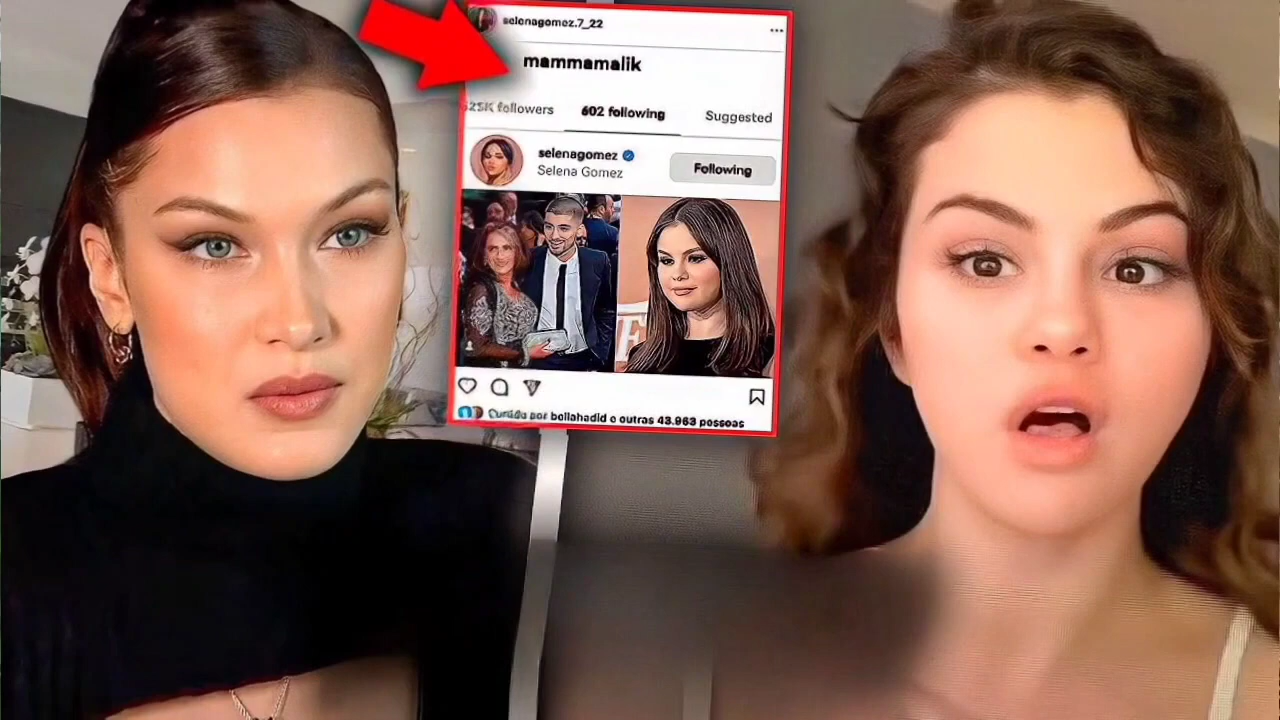 selenagomez.7_22
mammamalik
625K followers 602 following Suggested
selenagomez
Selena Gomez
Following
Curtido por bellahadid e outras 43.963 pessoas